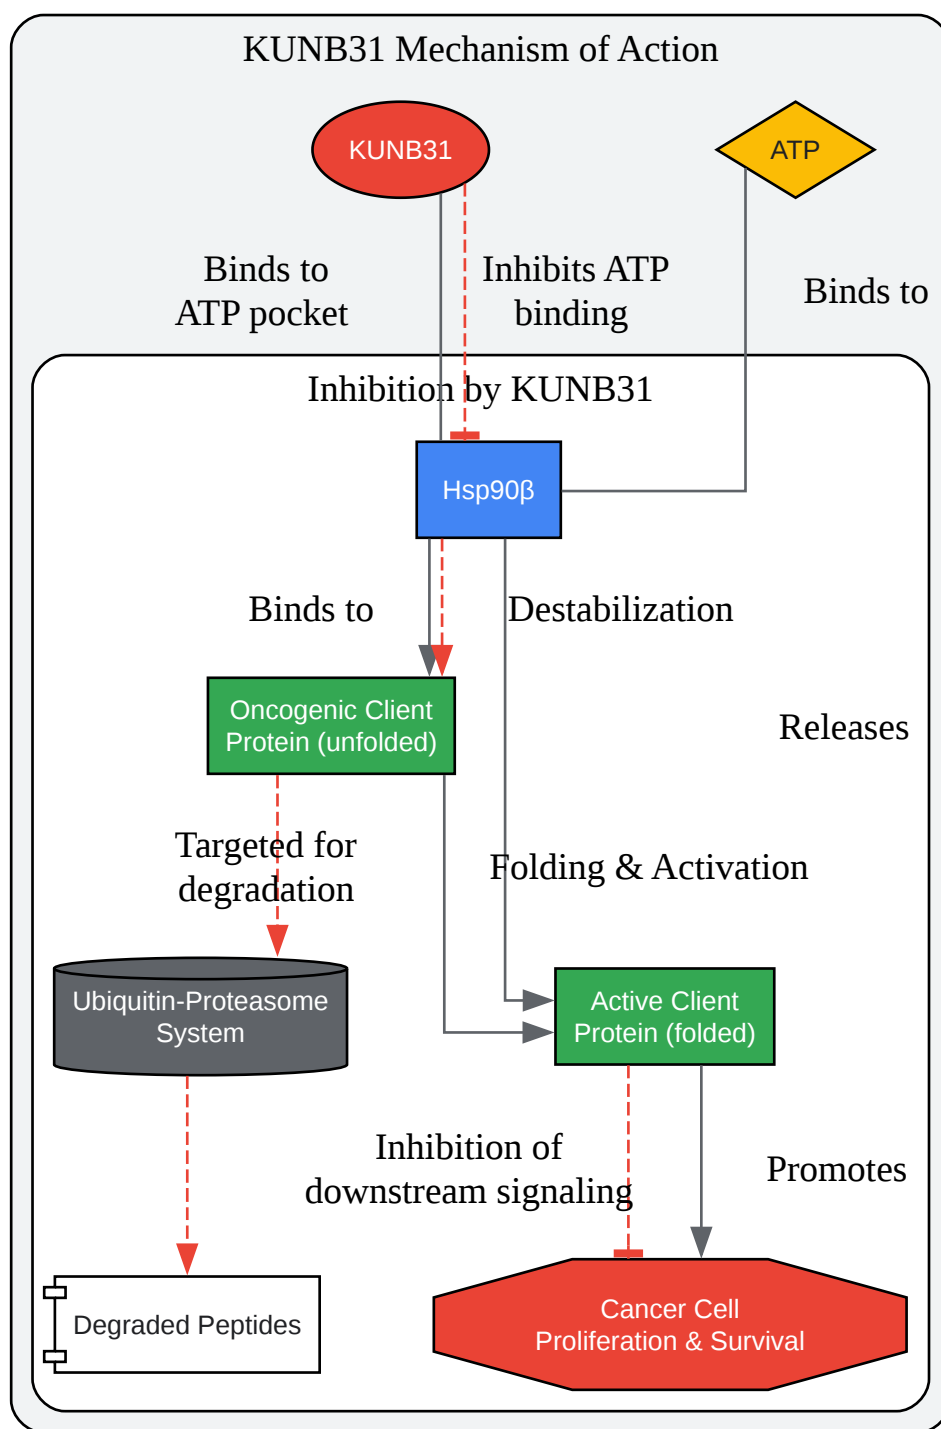 KUNB31 Mechanism of Action
KUNB31
ATP
Binds to
ATP pocket
Inhibits ATP
binding
Binds to
Inhibition by KUNB31
Hsp90β
Binds to
Destabilization
Oncogenic Client
Protein (unfolded)
Releases
Targeted for
degradation
Folding & Activation
Ubiquitin-Proteasome
System
Active Client
Protein (folded)
Inhibition of
downstream signaling
Promotes
Degraded Peptides
Cancer Cell
Proliferation & Survival